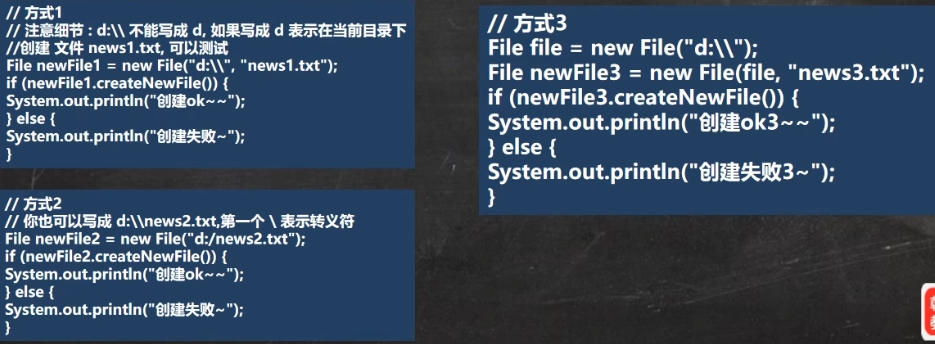 // 方式1
// 注意细节 : d:\\ 不能写成 d, 如果写成 d 表示在当前目录下
//创建 文件 news1.txt, 可以测试
File newFile1 = new File("d:\\", "news1.txt");
if (newFile1.createNewFile()) {
System.out.println("创建ok~~");
} else {
System.out.println("创建失败~");
}
// 方式2
// 你也可以写成 d:\\news2.txt,第一个 \ 表示转义符
File newFile2 = new File("d:/news2.txt");
if (newFile2.createNewFile()) {
System.out.println("创建ok~~");
} else {
System.out.println("创建失败~");
}
// 方式3
File file = new File("d:\\");
File newFile3 = new File(file, "news3.txt");
if (newFile3.createNewFile()) {
System.out.println("创建ok3~~");
} else {
System.out.println("创建失败3~");
}